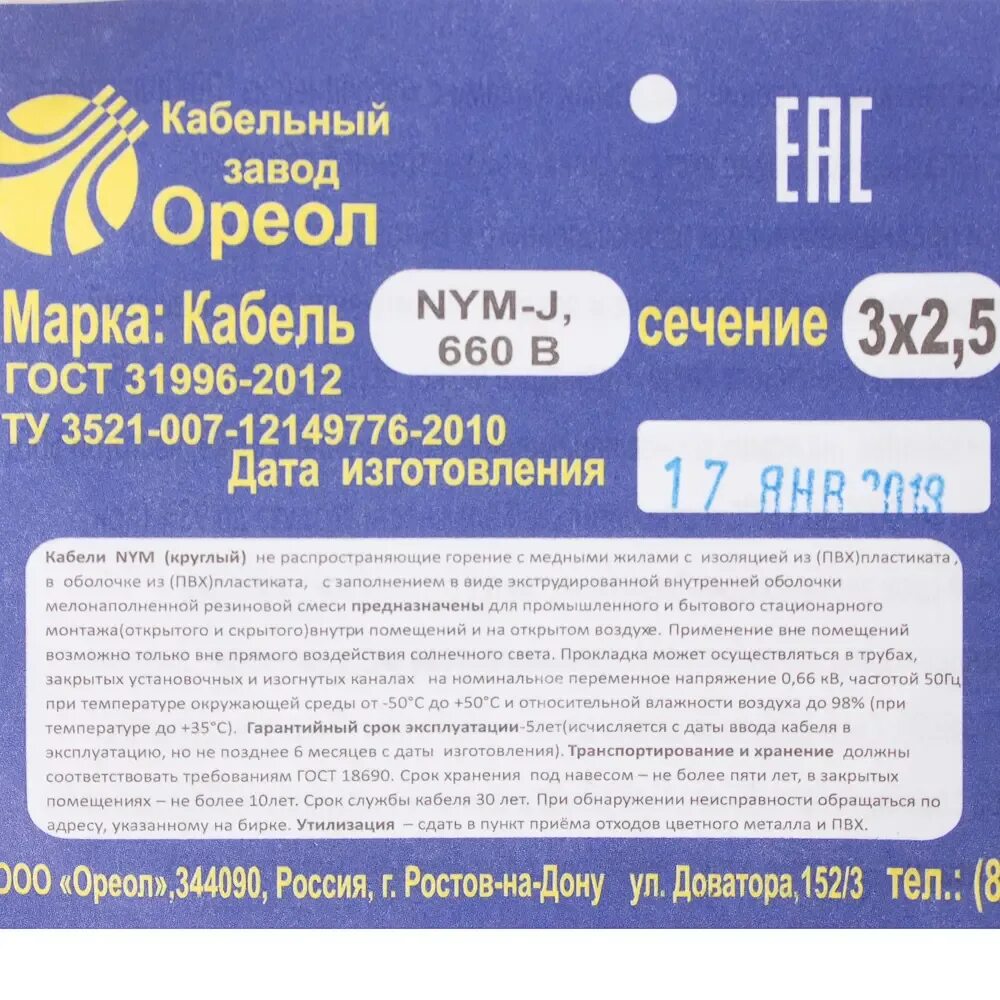 Кабельный
завод
Ореол
ЕАС
Марка: Кабель NYM-J, 660 В сечение 3х2,5
ГОСТ 31996-2012
ТУ 3521-007-12149776-2010
Дата изготовления 17 ЯНВ 2018
Кабели NYM (круглый) не распространяющие горение с медными жилами с изоляцией из (ПВХ)пластиката,
в оболочке из (ПВХ)пластиката, с заполнением в виде экструдированной внутренней оболочки
мелонаполненной резиновой смеси предназначены для промышленного и бытового стационарного
монтажа(открытого и скрытого)внутри помещений и на открытом воздухе. Применение вне помещений
возможно только вне прямого воздействия солнечного света. Прокладка может осуществляться в трубах,
закрытых установочных и изогнутых каналах на номинальное переменное напряжение 0,66 кВ, частотой 50Гц
при температуре окружающей среды от -50°С до +50°С и относительной влажности воздуха до 98% (при
температуре до +35°С). Гарантийный срок эксплуатации-5лет(исчисляется с даты ввода кабеля в
эксплуатацию, но не позднее 6 месяцев с даты изготовления). Транспортирование и хранение должны
соответствовать требованиям ГОСТ 18690. Срок хранения под навесом – не более пяти лет, в закрытых
помещениях – не более 10лет. Срок службы кабеля 30 лет. При обнаружении неисправности обращаться по
адресу, указанному на бирке. Утилизация – сдать в пункт приёма отходов цветного металла и ПВХ.
ООО «Ореол»,344090, Россия, г. Ростов-на-Дону ул. Доватора,152/3 тел.: (8